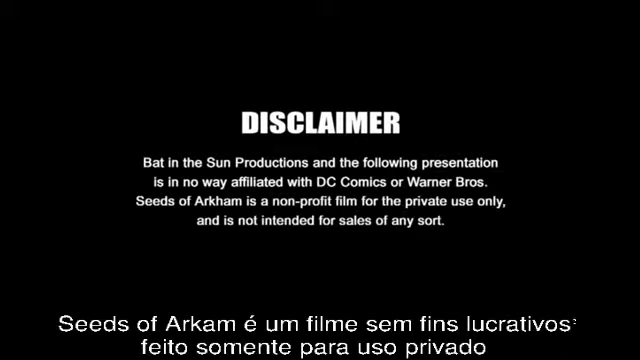 DISCLAIMER
Bat in the Sun Productions and the following presentation
is in no way affiliated with DC Comics or Warner Bros.
Seeds of Arkham is a non-profit film for the private use only,
and is not intended for sales of any sort.
Seeds of Arkam é um filme sem fins lucrativos
feito somente para uso privado